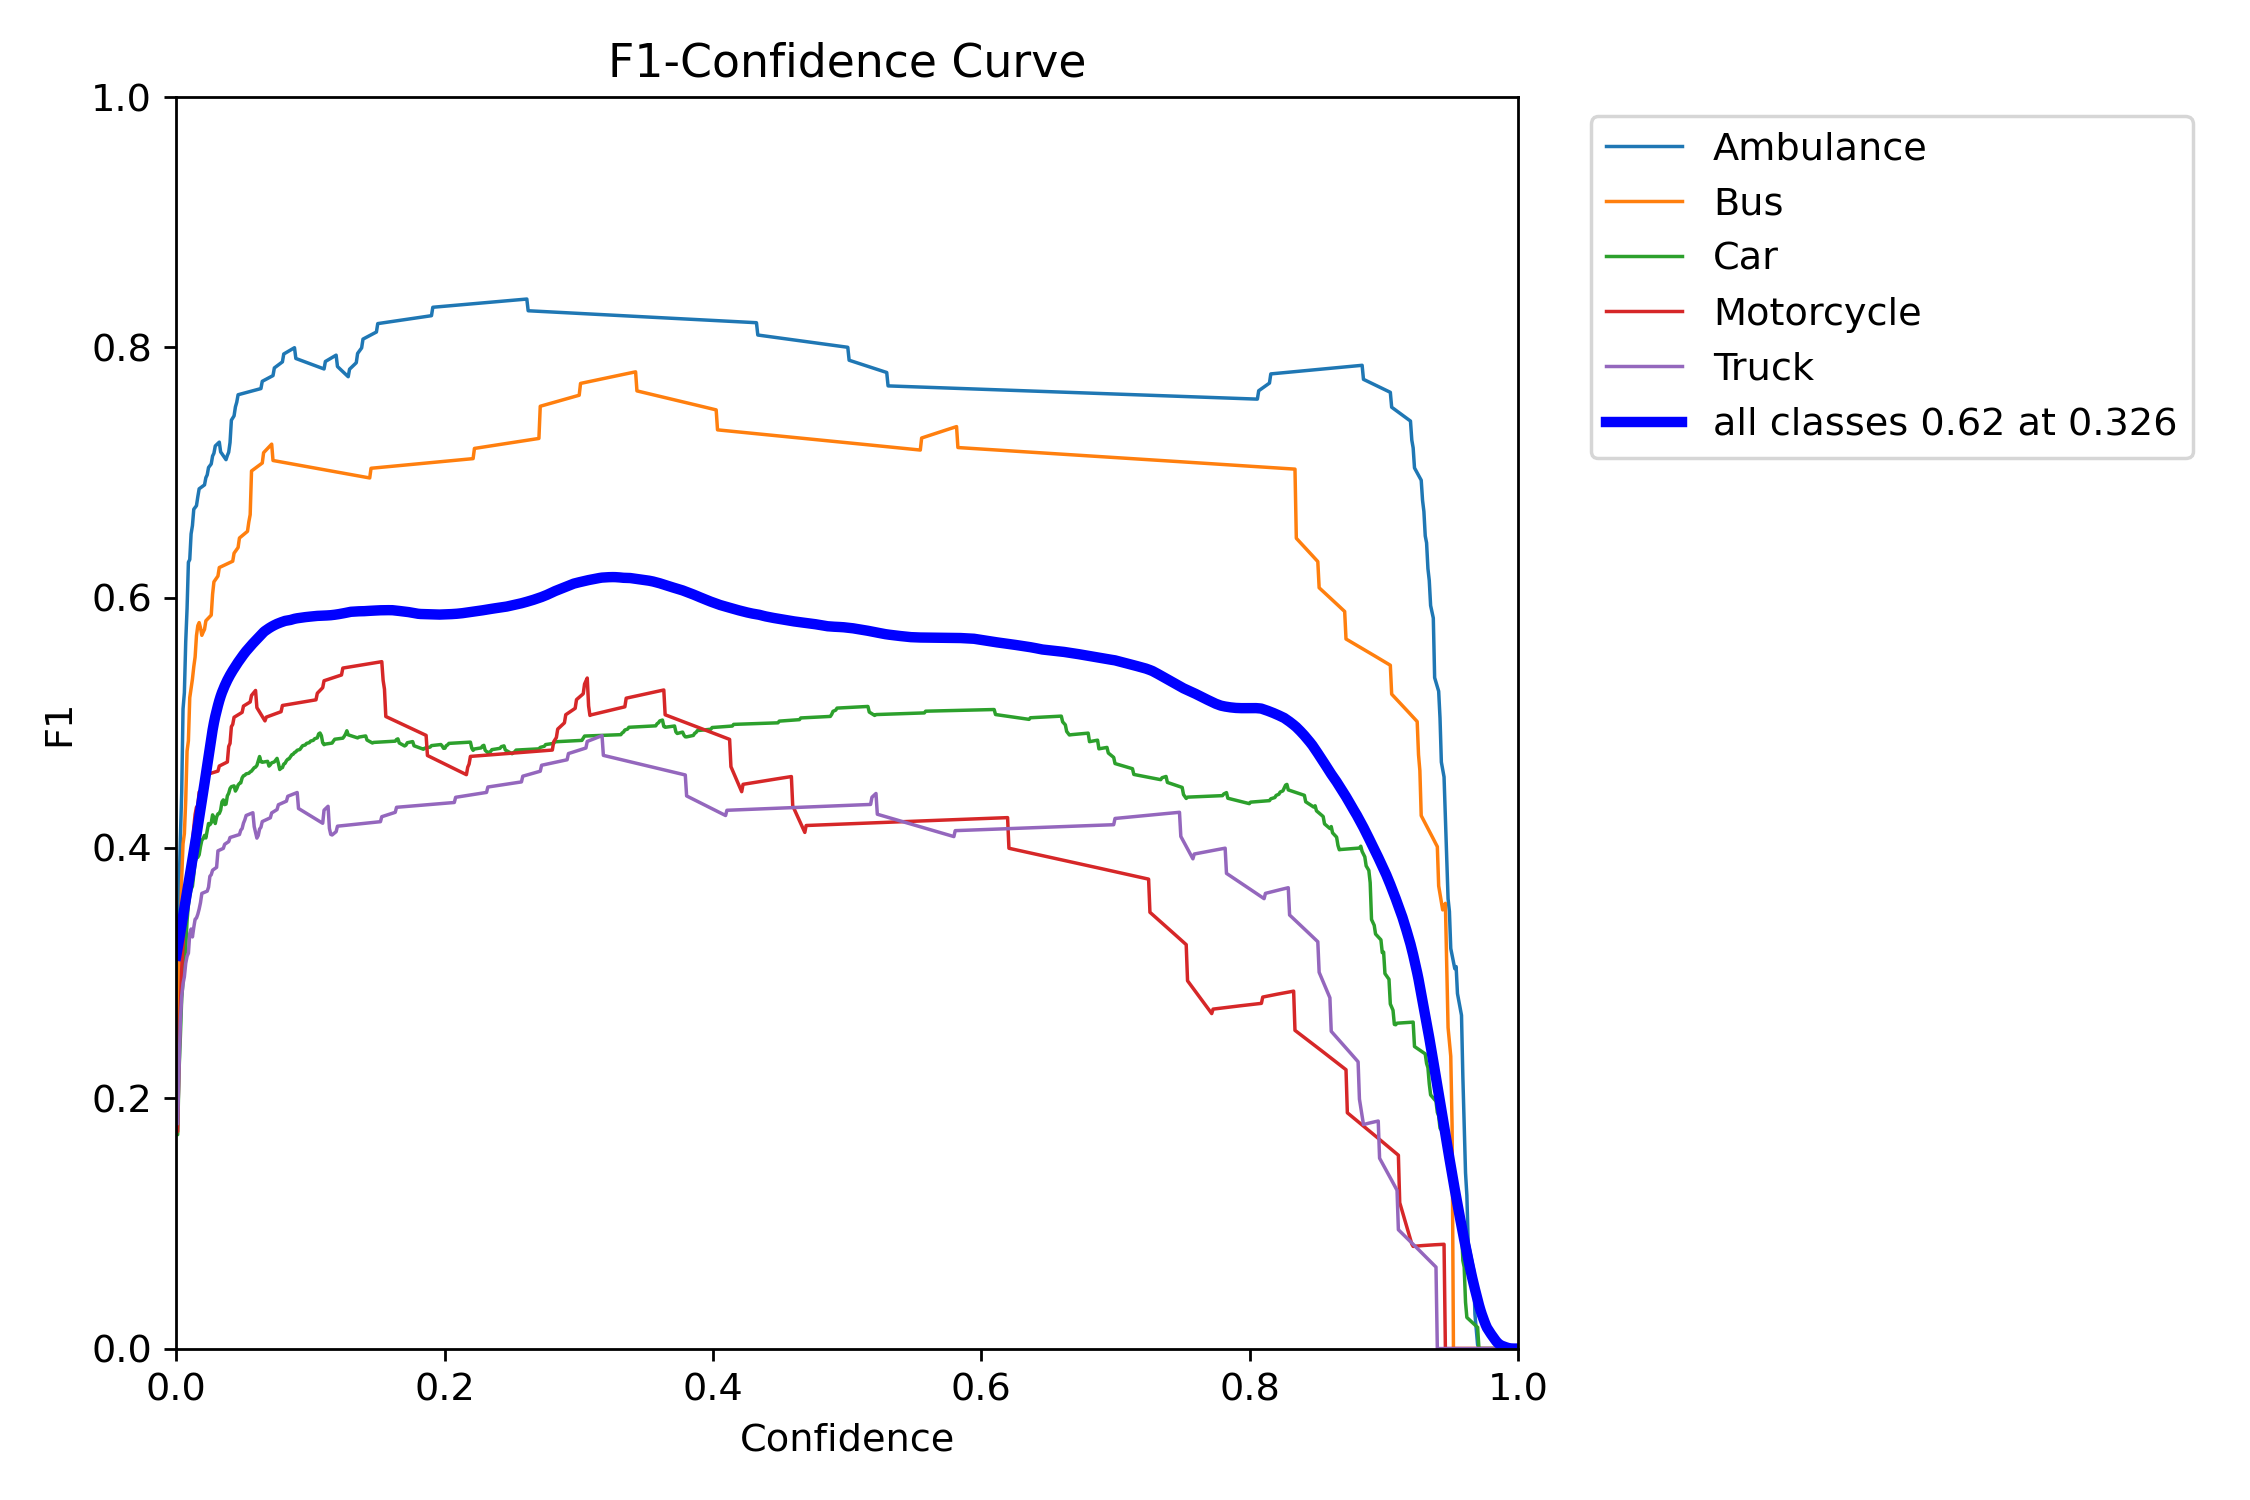 F1-Confidence Curve
1.0
0.8
0.6
0.4
0.2
0.0
F1
0.0 0.2 0.4 0.6 0.8 1.0
Confidence
Ambulance
Bus
Car
Motorcycle
Truck
all classes 0.62 at 0.326